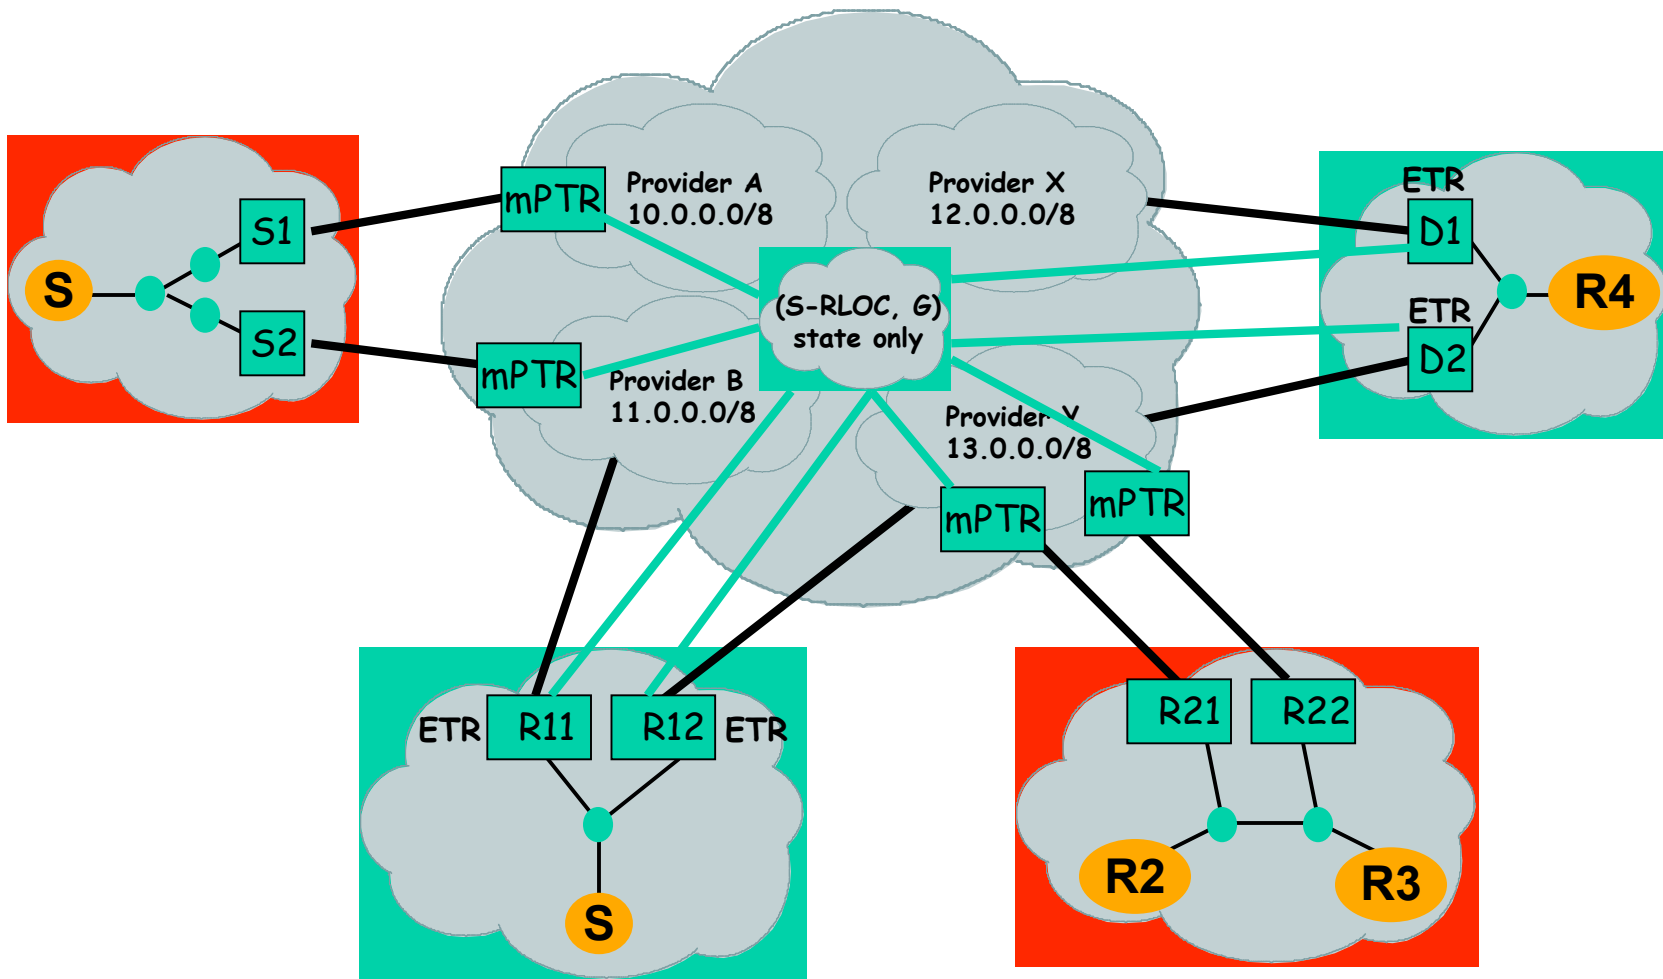 mPTR
Provider A
10.0.0.0/8
Provider X
12.0.0.0/8
ETR
D1
S1
S
S2
(S-RLOC, G)
state only
R4
ETR
D2
mPTR
Provider B
11.0.0.0/8
Provider Y
13.0.0.0/8
mPTR
mPTR
ETR
R11
R12
ETR
R21
R22
S
R2
R3